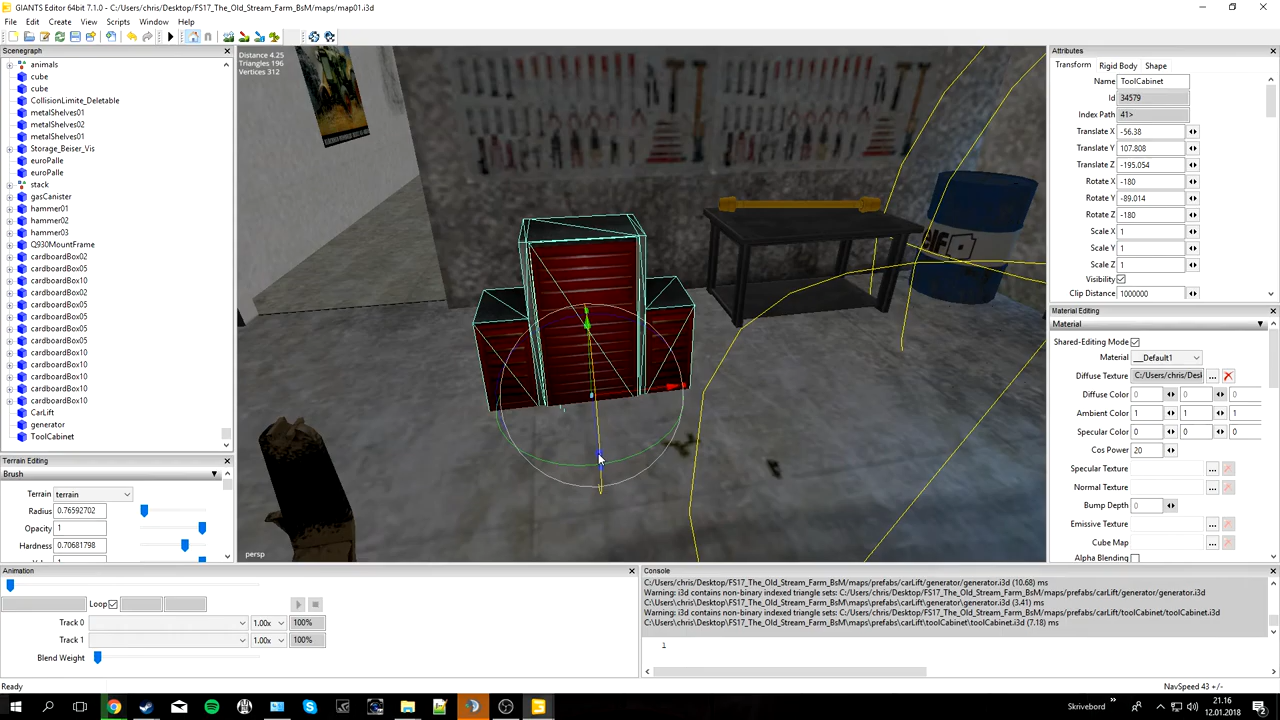 GIANTS Editor 64bit 7.1.0 - C:/Users/chris/Desktop/FS17_The_Old_Stream_Farm_BsM/maps/map01.i3d
File Edit Create View Scripts Window Help
Scenegraph
animals
cube
cube
CollisionLimite_Deletable
metalShelves01
metalShelves02
metalShelves01
Storage_Beiser_Vis
euroPalle
euroPalle
stack
gasCanister
hammer01
hammer02
hammer03
Q930MountFrame
cardboardBox02
cardboardBox05
cardboardBox10
cardboardBox02
cardboardBox05
cardboardBox05
cardboardBox05
cardboardBox05
cardboardBox10
cardboardBox10
cardboardBox10
cardboardBox10
cardboardBox10
CarLift
generator
ToolCabinet
Terrain Editing
Brush
Terrain terrain
Radius 0.76592702
Opacity 1
Hardness 0.70681798
Distance 4.25
Triangles 196
Vertices 312
persp
Attributes
Transform Rigid Body Shape
Name ToolCabinet
Id 34579
Index Path 41>
Translate X -56.38
Translate Y 107.808
Translate Z -195.054
Rotate X -180
Rotate Y -89.014
Rotate Z -180
Scale X 1
Scale Y 1
Scale Z 1
Visibility
Clip Distance 1000000
Material Editing
Material
Shared-Editing Mode
Material __Default1
Diffuse Texture C:/Users/chris/Desk
Diffuse Color 0 0 0
Ambient Color 1 1 1
Specular Color 0 0 0
Cos Power 20
Specular Texture
Normal Texture
Bump Depth 0
Emissive Texture
Cube Map
Alpha Blending
Animation
Loop
Track 0 1.00x 100%
Track 1 1.00x 100%
Blend Weight
Console
C:/Users/chris/Desktop/FS17_The_Old_Stream_Farm_BsM/maps/prefabs/carLift/generator/generator.i3d (10.68) ms
Warning: i3d contains non-binary indexed triangle sets: C:/Users/chris/Desktop/FS17_The_Old_Stream_Farm_BsM/maps/prefabs/carLift/generator/generator.i3d
C:\Users\chris\Desktop\FS17_The_Old_Stream_Farm_BsM\maps\prefabs\carLift\generator\generator.i3d (3.41) ms
Warning: i3d contains non-binary indexed triangle sets: C:/Users/chris/Desktop/FS17_The_Old_Stream_Farm_BsM/maps/prefabs/carLift/toolCabinet/toolCabinet.i3d
C:\Users\chris\Desktop\FS17_The_Old_Stream_Farm_BsM\maps\prefabs\carLift\toolCabinet\toolCabinet.i3d (7.18) ms
1
Ready
NavSpeed 43 +/-
Skrivebord
21.16
12.01.2018